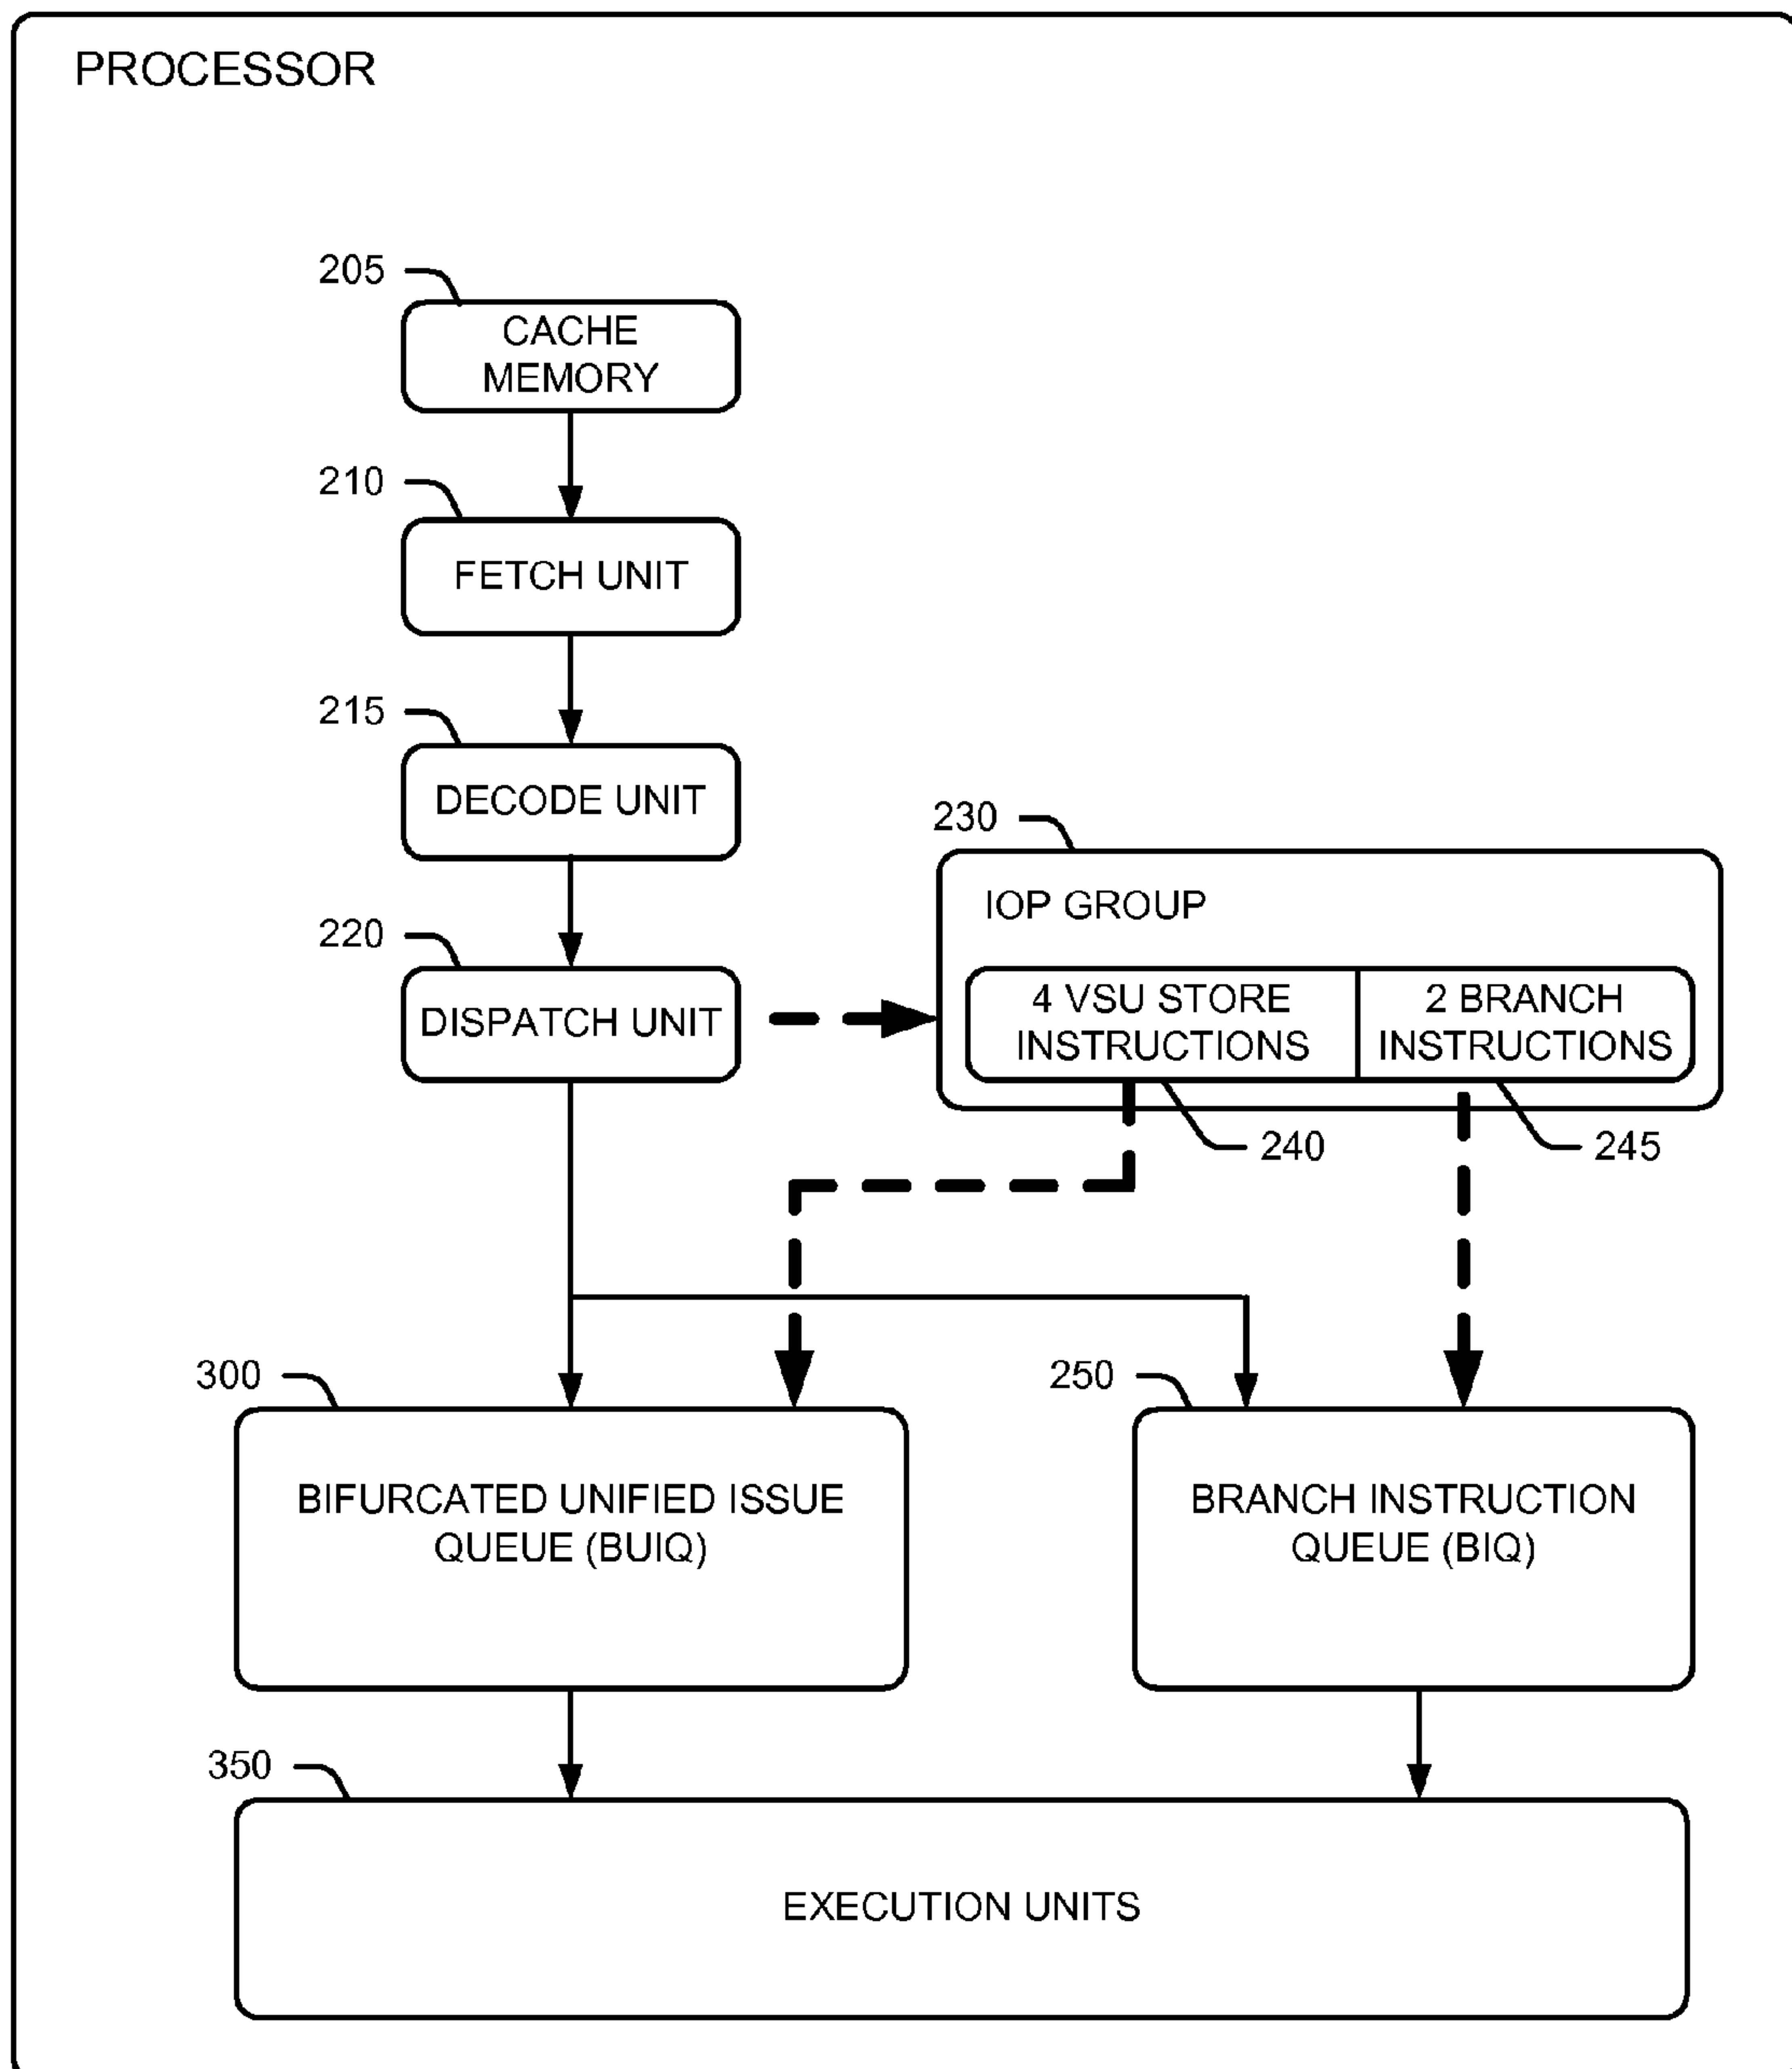 PROCESSOR
205
CACHE
MEMORY
210
FETCH UNIT
215
DECODE UNIT
230
IOP GROUP
220
DISPATCH UNIT
4 VSU STORE
INSTRUCTIONS
2 BRANCH
INSTRUCTIONS
240
245
300
BIFURCATED UNIFIED ISSUE
QUEUE (BUIQ)
250
BRANCH INSTRUCTION
QUEUE (BIQ)
350
EXECUTION UNITS